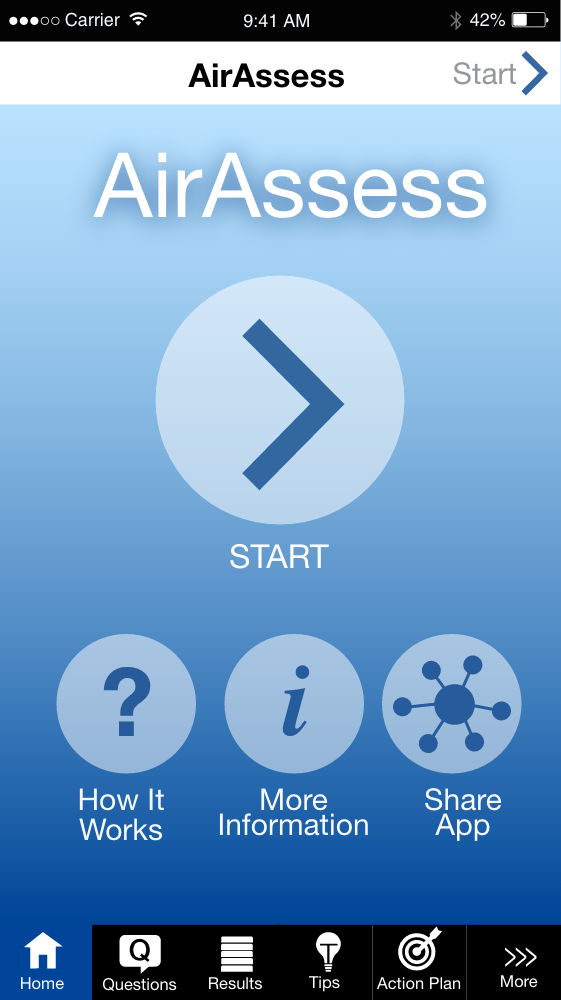 Carrier 9:41 AM 42%
AirAssess Start
AirAssess
START
?
i
How It
Works
More
Information
Share
App
Q
T
Home Questions Results Tips Action Plan More